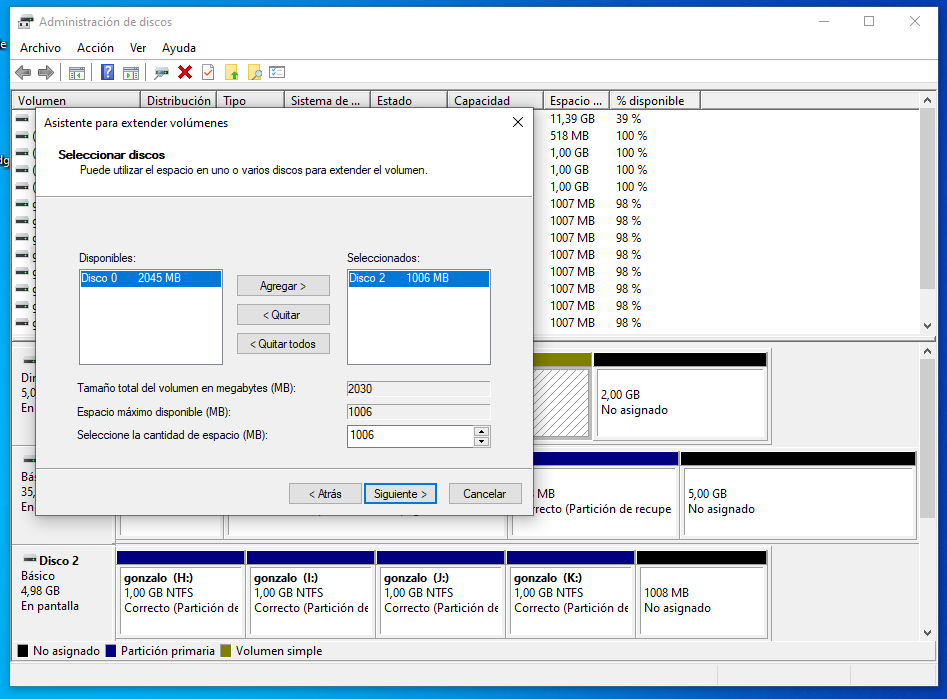 Administración de discos
Archivo Acción Ver Ayuda
Volumen Distribución Tipo Sistema de ... Estado Capacidad Espacio ... % disponible
11,39 GB 39 %
518 MB 100 %
1,00 GB 100 %
1,00 GB 100 %
1,00 GB 100 %
1007 MB 98 %
1007 MB 98 %
1007 MB 98 %
1007 MB 98 %
1007 MB 98 %
1007 MB 98 %
1007 MB 98 %
1007 MB 98 %
Asistente para extender volúmenes
Seleccionar discos
Puede utilizar el espacio en uno o varios discos para extender el volumen.
Disponibles:
Disco 0 2045 MB
Agregar >
< Quitar
< Quitar todos
Seleccionados:
Disco 2 1006 MB
Tamaño total del volumen en megabytes (MB): 2030
Espacio máximo disponible (MB): 1006
Seleccione la cantidad de espacio (MB): 1006
< Atrás Siguiente > Cancelar
Din
5,0
En
2,00 GB
No asignado
Bás
35,
En
MB
recto (Partición de recupe
5,00 GB
No asignado
Disco 2
Básico
4,98 GB
En pantalla
gonzalo (H:)
1,00 GB NTFS
Correcto (Partición de
gonzalo (I:)
1,00 GB NTFS
Correcto (Partición de
gonzalo (J:)
1,00 GB NTFS
Correcto (Partición de
gonzalo (K:)
1,00 GB NTFS
Correcto (Partición de
1008 MB
No asignado
No asignado Partición primaria Volumen simple